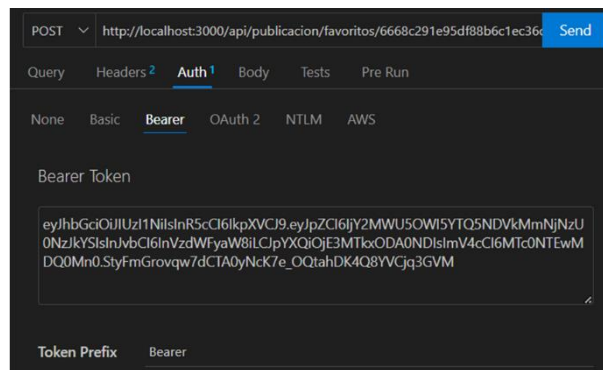 POST http://localhost:3000/api/publicacion/favoritos/6668c291e95df88b6c1ec36c Send
Query Headers 2 Auth 1 Body Tests Pre Run
None Basic Bearer OAuth 2 NTLM AWS
Bearer Token
eyJhbGciOiJIUzI1NiIsInR5cCI6IkpXVCJ9.eyJpZCI6IjY2MWU5OWI5YTQ5NDVkMmNjNzU
0NzJkYSIsInJvbCI6InVzdWFyaW8iLCJpYXQiOjE3MTkxODA0NDIsImV4cCI6MTc0NTEwM
DQ0Mn0.StyFmGrovqw7dCTA0yNcK7e_OQtahDK4Q8YVCjq3GVM
Token Prefix Bearer